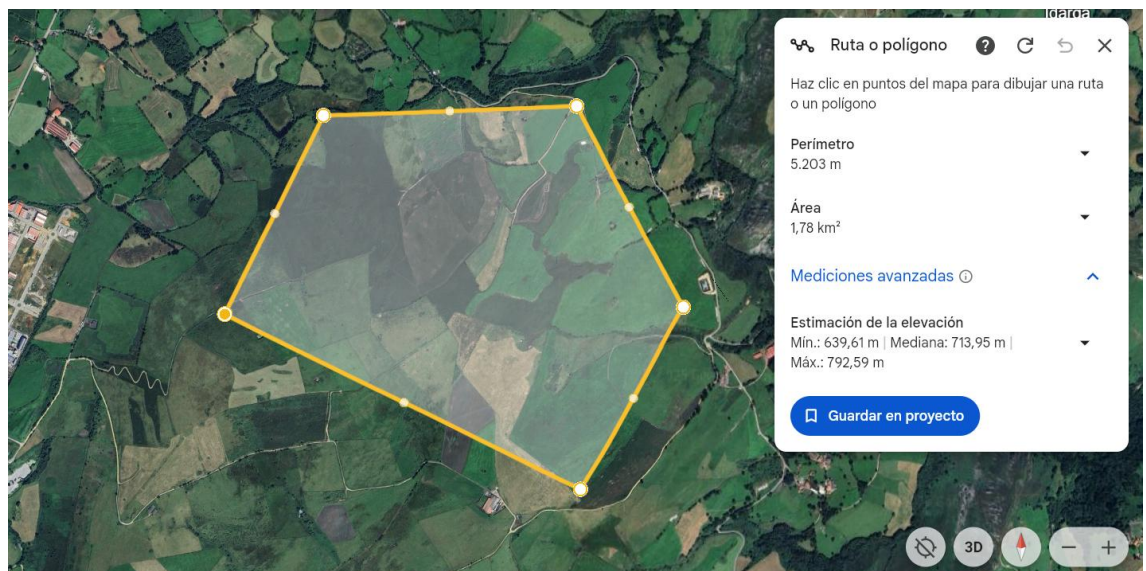 Ruta o polígono
Haz clic en puntos del mapa para dibujar una ruta
o un polígono
Perímetro
5.203 m
Área
1,78 km²
Mediciones avanzadas
Estimación de la elevación
Mín.: 639,61 m | Mediana: 713,95 m |
Máx.: 792,59 m
Guardar en proyecto
3D